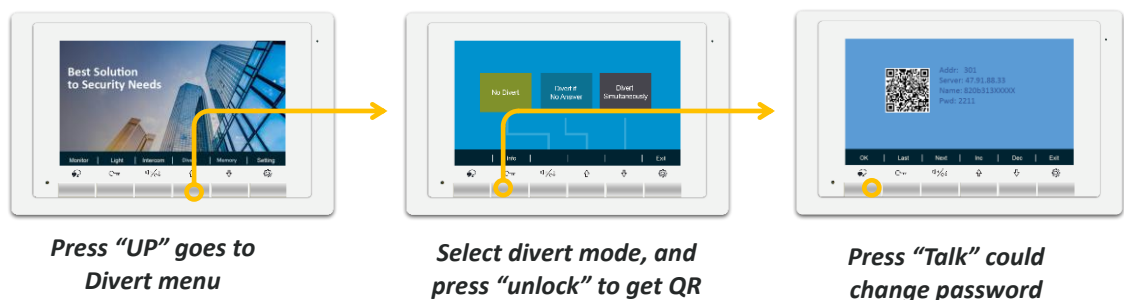 Best Solution
to Security Needs
Monitor | Light | Intercom | Divert | Memory | Setting
Press “UP” goes to
Divert menu
No Divert
Divert if
No Answer
Divert
Simultaneously
Info | Exit
Select divert mode, and
press “unlock” to get QR
Addr: 301
Server: 47.91.88.33
Name: 820b313XXXXX
Pwd: 2211
OK | Last | Next | Inc | Dec | Exit
Press “Talk” could
change password